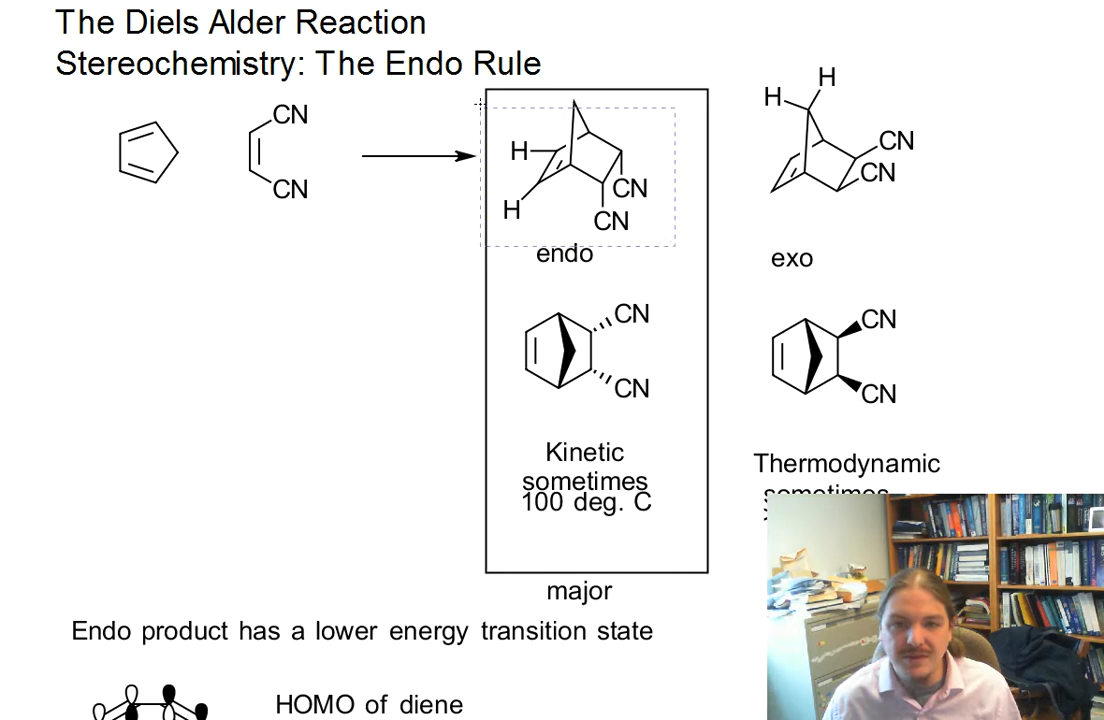 The Diels Alder Reaction
Stereochemistry: The Endo Rule
CN
CN
H
H
CN
CN
endo
H
H
CN
CN
exo
CN
CN
CN
CN
Kinetic
sometimes
100 deg. C
Thermodynamic
sometimes
major
Endo product has a lower energy transition state
HOMO of diene